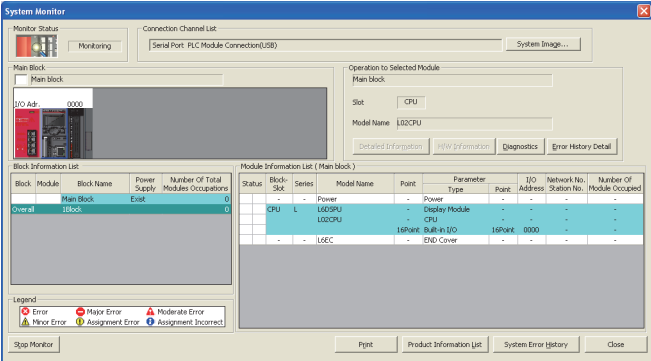 System Monitor
Monitor Status
Monitoring
Connection Channel List
Serial Port PLC Module Connection(USB)
System Image...
Main Block
Main block
I/O Adr. 0000
Operation to Selected Module
Main block
Slot CPU
Model Name L02CPU
Detailed Information H/W Information Diagnostics Error History Detail
Block Information List
Block Module Block Name Power Supply Number Of Total Modules Occupations
Main Block Exist 0
Overall 1Block 0
Module Information List ( Main block )
Status Block-Slot Series Model Name Point Parameter Type Point I/O Address Network No. Station No. Number Of Module Occupied
- - Power - Power - - - -
CPU L L6DSPU - Display Module - - - -
L02CPU CPU - - - -
16Point Built-in I/O 16Point 0000 - -
- - L6EC - END Cover - - - -
Legend
Error Major Error Moderate Error
Minor Error Assignment Error Assignment Incorrect
Stop Monitor Print Product Information List System Error History Close